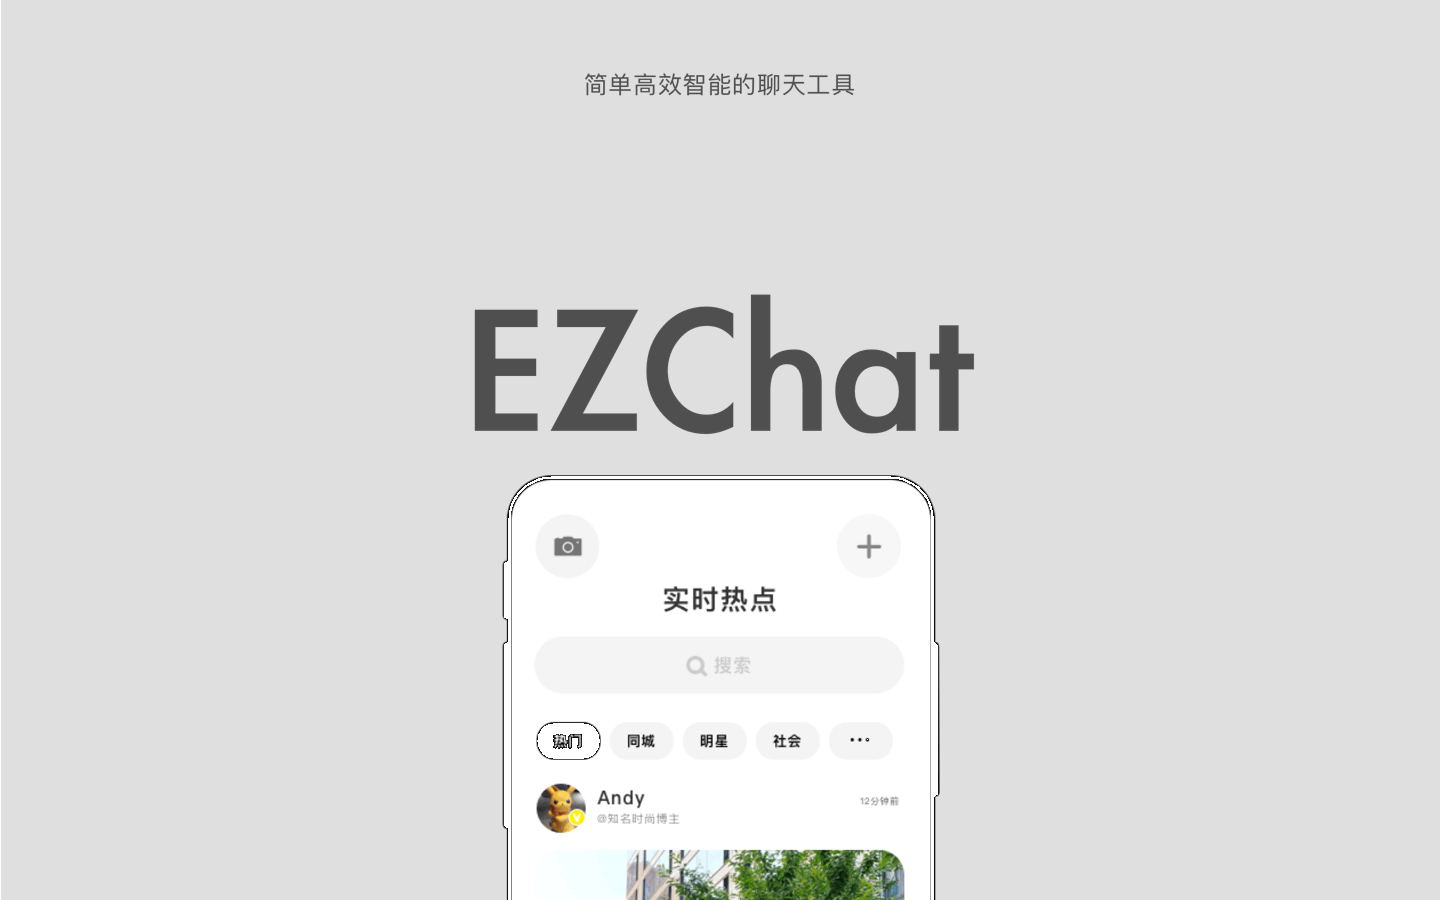 简单高效智能的聊天工具
EZChat
实时热点
搜索
热门 同城 明星 社会 ···
Andy 12分钟前
@知名时尚博主
V